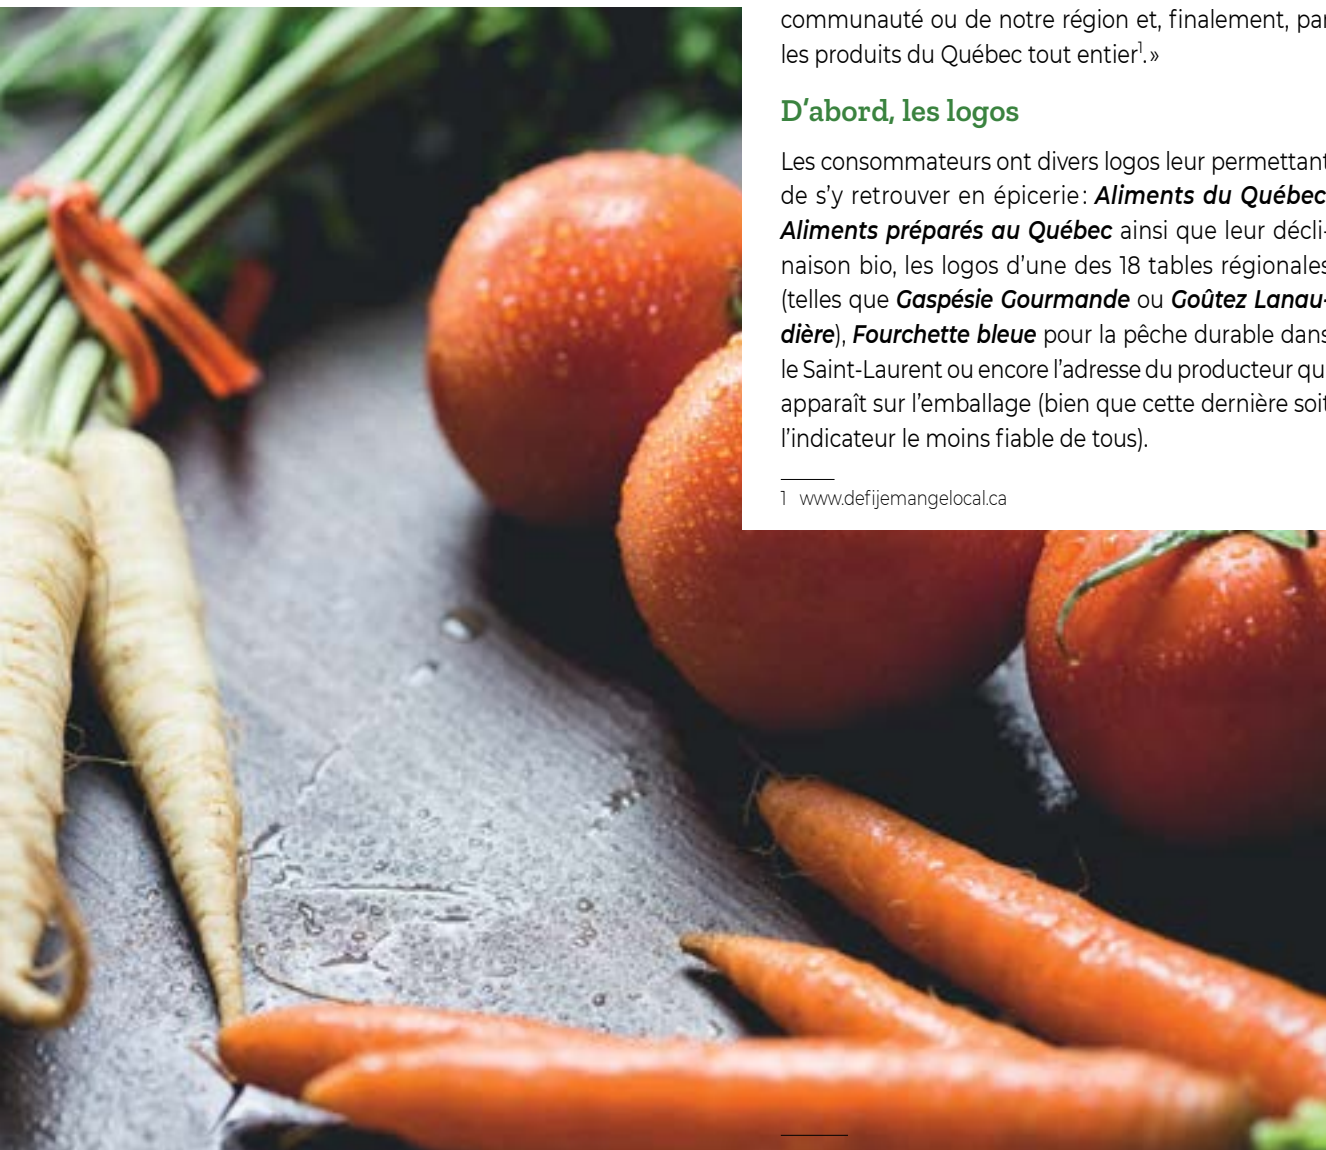 communauté ou de notre région et, finalement, par
les produits du Québec tout entier1. »
D’abord, les logos
Les consommateurs ont divers logos leur permettant
de s’y retrouver en épicerie : Aliments du Québec
Aliments préparés au Québec ainsi que leur décli-
naison bio, les logos d’une des 18 tables régionales
(telles que Gaspésie Gourmande ou Goûtez Lanau-
dière), Fourchette bleue pour la pêche durable dans
le Saint-Laurent ou encore l’adresse du producteur qu
apparaît sur l’emballage (bien que cette dernière soit
l’indicateur le moins fiable de tous).
1 www.defijemangelocal.ca